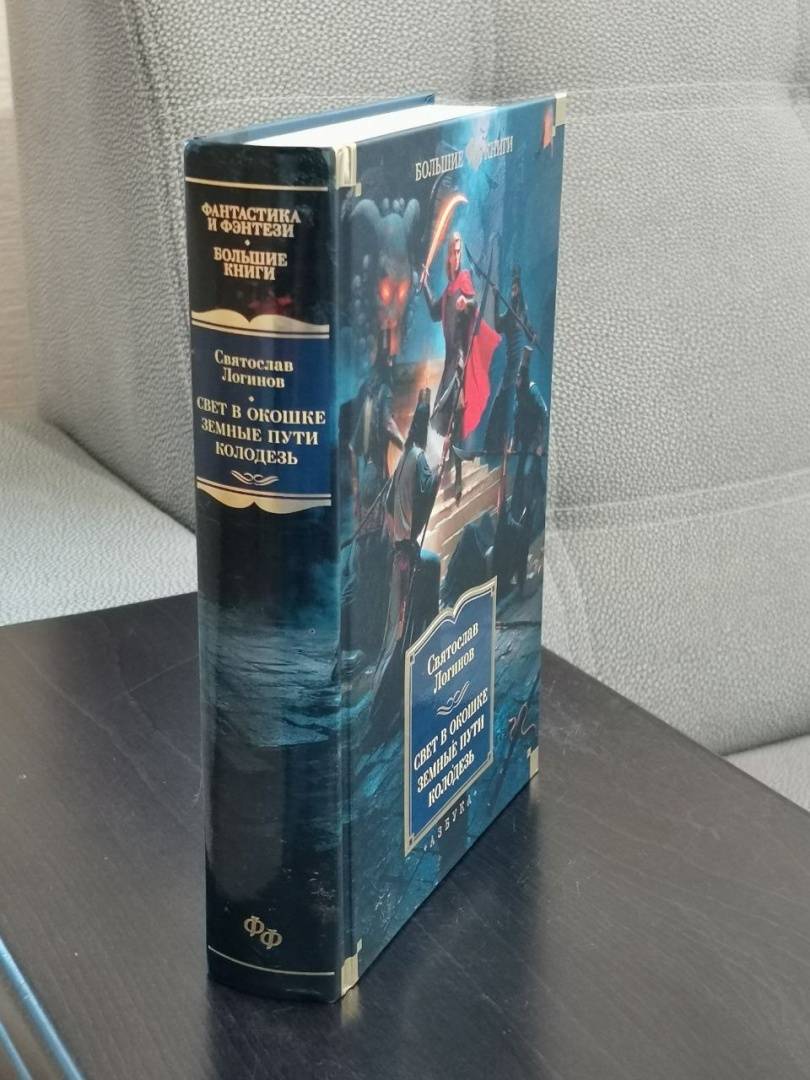 ФАНТАСТИКА
И ФЭНТЕЗИ
БОЛЬШИЕ
КНИГИ
Святослав
Логинов
СВЕТ В ОКОШКЕ
ЗЕМНЫЕ ПУТИ
КОЛОДЕЗЬ
ФФ
БОЛЬШИЕ КНИГИ
Святослав
Логинов
СВЕТ В ОКОШКЕ
ЗЕМНЫЕ ПУТИ
КОЛОДЕЗЬ
•АЗБУКА•